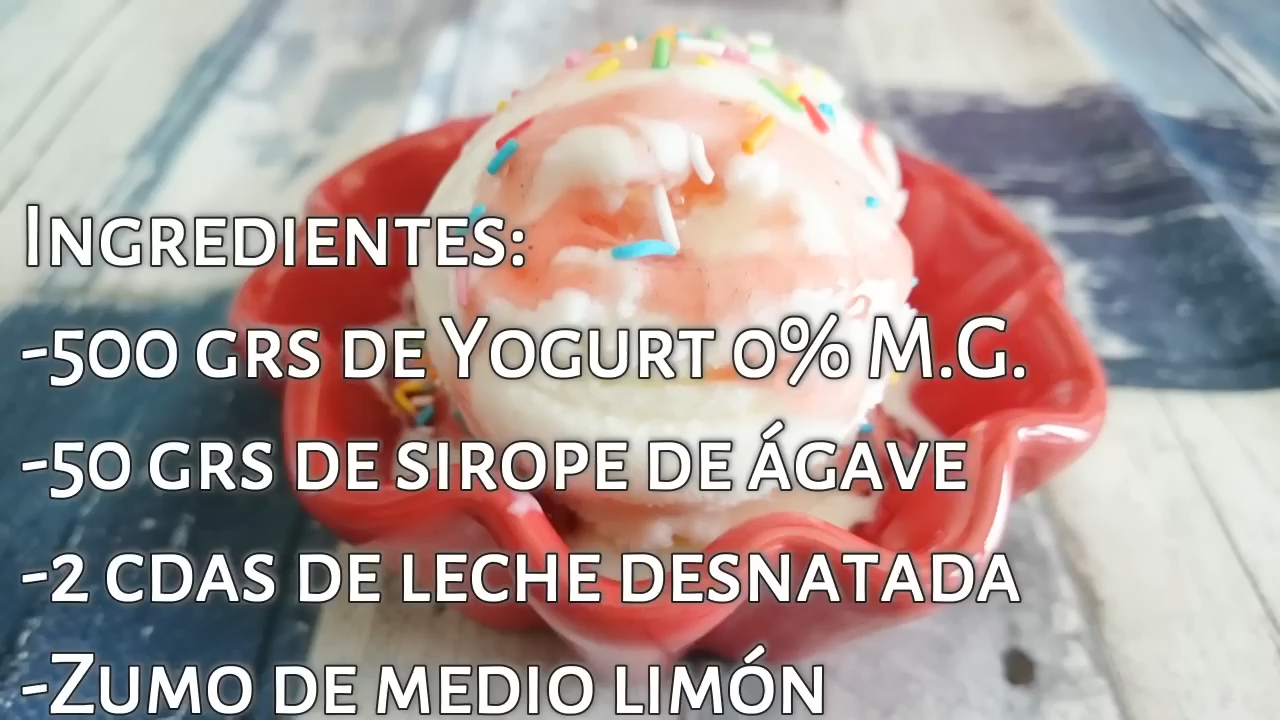 Ingredientes:
-500 grs de Yogurt 0% M.G.
-50 grs de sirope de ágave
-2 cdas de leche desnatada
-Zumo de medio limón